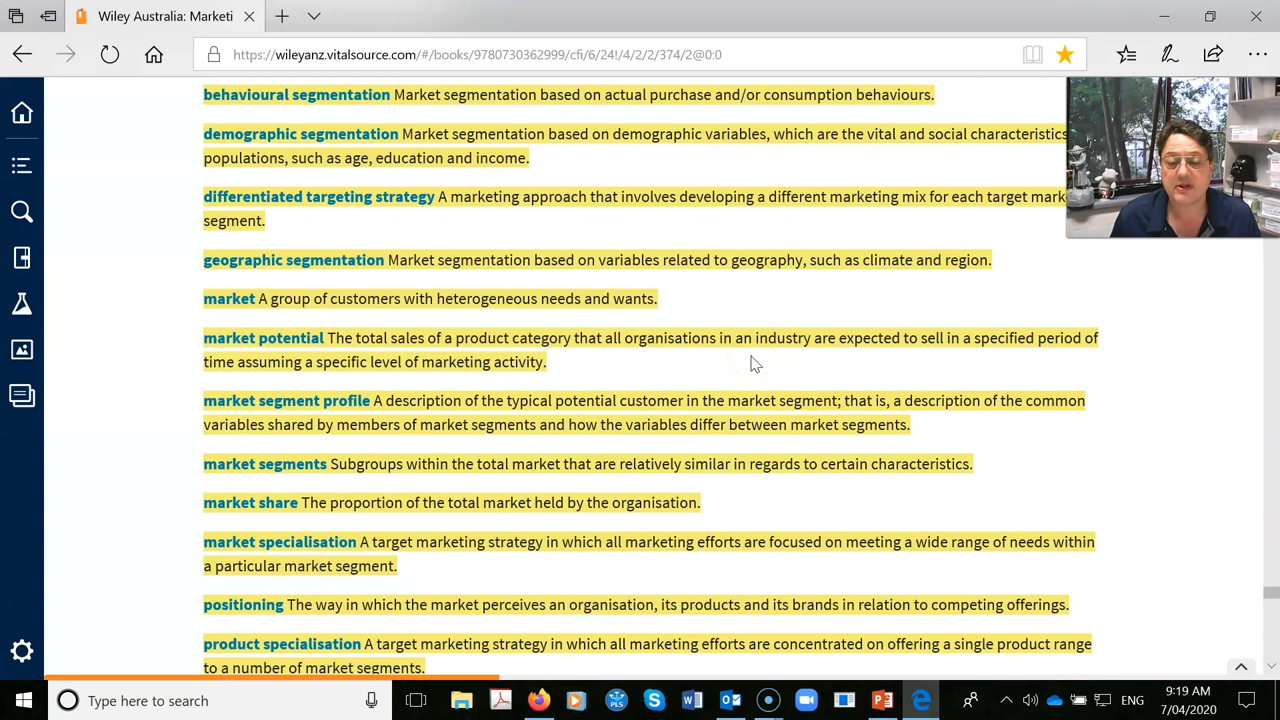 Wiley Australia: Marketi
https://wileyanz.vitalsource.com/#/books/9780730362999/cfi/6/24!/4/2/2/374/2@0:0
behavioural segmentation Market segmentation based on actual purchase and/or consumption behaviours.
demographic segmentation Market segmentation based on demographic variables, which are the vital and social characteristics
populations, such as age, education and income.
differentiated targeting strategy A marketing approach that involves developing a different marketing mix for each target mark
segment.
geographic segmentation Market segmentation based on variables related to geography, such as climate and region.
market A group of customers with heterogeneous needs and wants.
market potential The total sales of a product category that all organisations in an industry are expected to sell in a specified period of
time assuming a specific level of marketing activity.
market segment profile A description of the typical potential customer in the market segment; that is, a description of the common
variables shared by members of market segments and how the variables differ between market segments.
market segments Subgroups within the total market that are relatively similar in regards to certain characteristics.
market share The proportion of the total market held by the organisation.
market specialisation A target marketing strategy in which all marketing efforts are focused on meeting a wide range of needs within
a particular market segment.
positioning The way in which the market perceives an organisation, its products and its brands in relation to competing offerings.
product specialisation A target marketing strategy in which all marketing efforts are concentrated on offering a single product range
to a number of market segments.
Type here to search
ENG
9:19 AM
7/04/2020